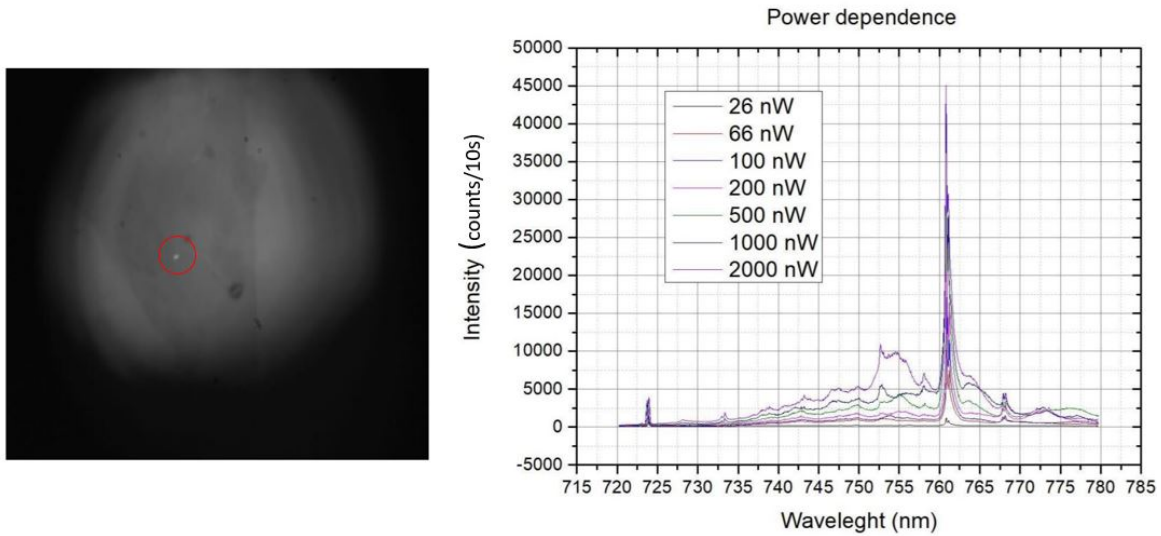 Power dependence
50000
45000
40000
35000
30000
25000
20000
15000
10000
5000
0
-5000
Intensity (counts/10s)
26 nW
66 nW
100 nW
200 nW
500 nW
1000 nW
2000 nW
715 720 725 730 735 740 745 750 755 760 765 770 775 780 785
Waveleght (nm)